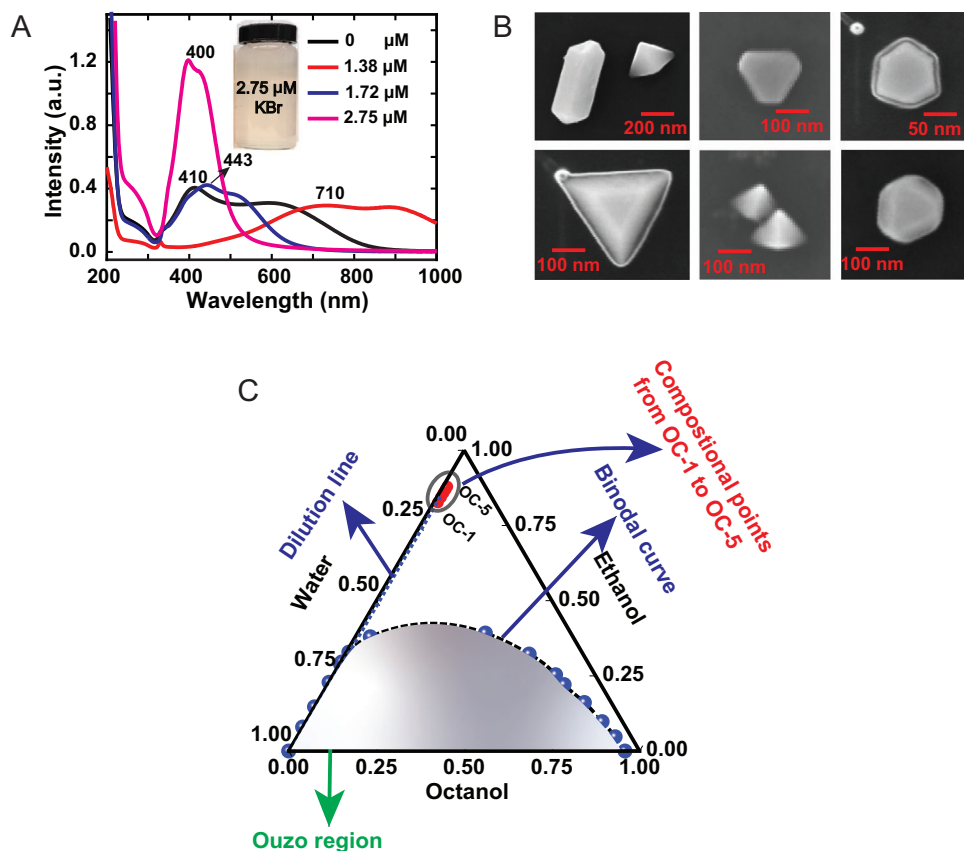 A
1.2
0.8
0.4
0.0
Intensity (a.u.)
200
400
600
800
1000
Wavelength (nm)
400
410
443
710
2.75 µM
KBr
0 µM
1.38 µM
1.72 µM
2.75 µM
B
200 nm
100 nm
50 nm
100 nm
100 nm
100 nm
C
Dilution line
Water
0.00
0.25
0.50
0.75
1.00
1.00
0.75
0.50
0.25
0.00
OC-5
OC-1
Ethanol
Binodal curve
Compostional points
from OC-1 to OC-5
0.00
0.25
0.50
0.75
1.00
Octanol
Ouzo region